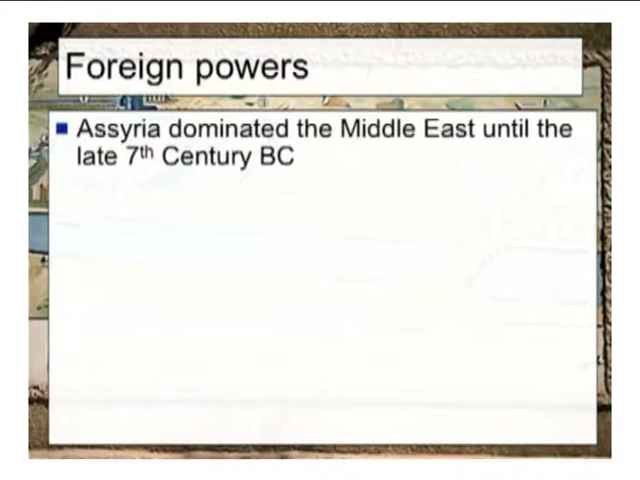 Foreign powers
Assyria dominated the Middle East until the
late 7th Century BC